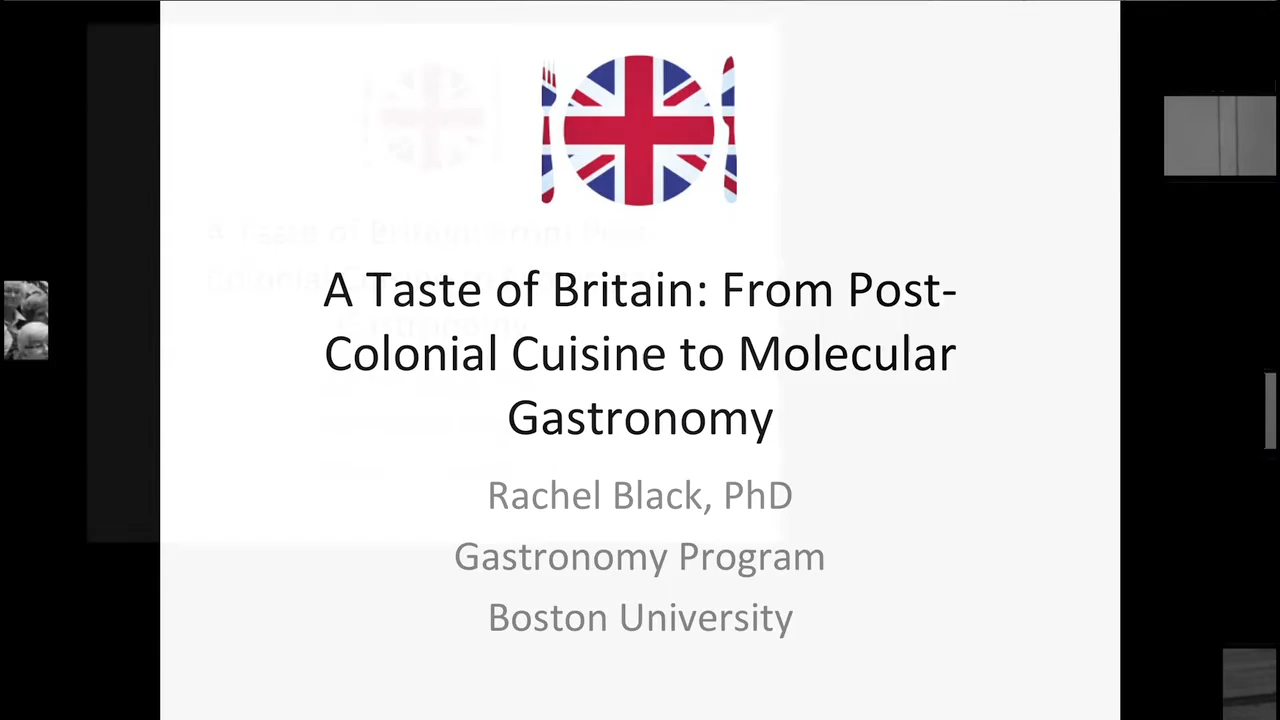 A Taste of Britain: From Post-
Colonial Cuisine to Molecular
Gastronomy
Rachel Black, PhD
Gastronomy Program
Boston University